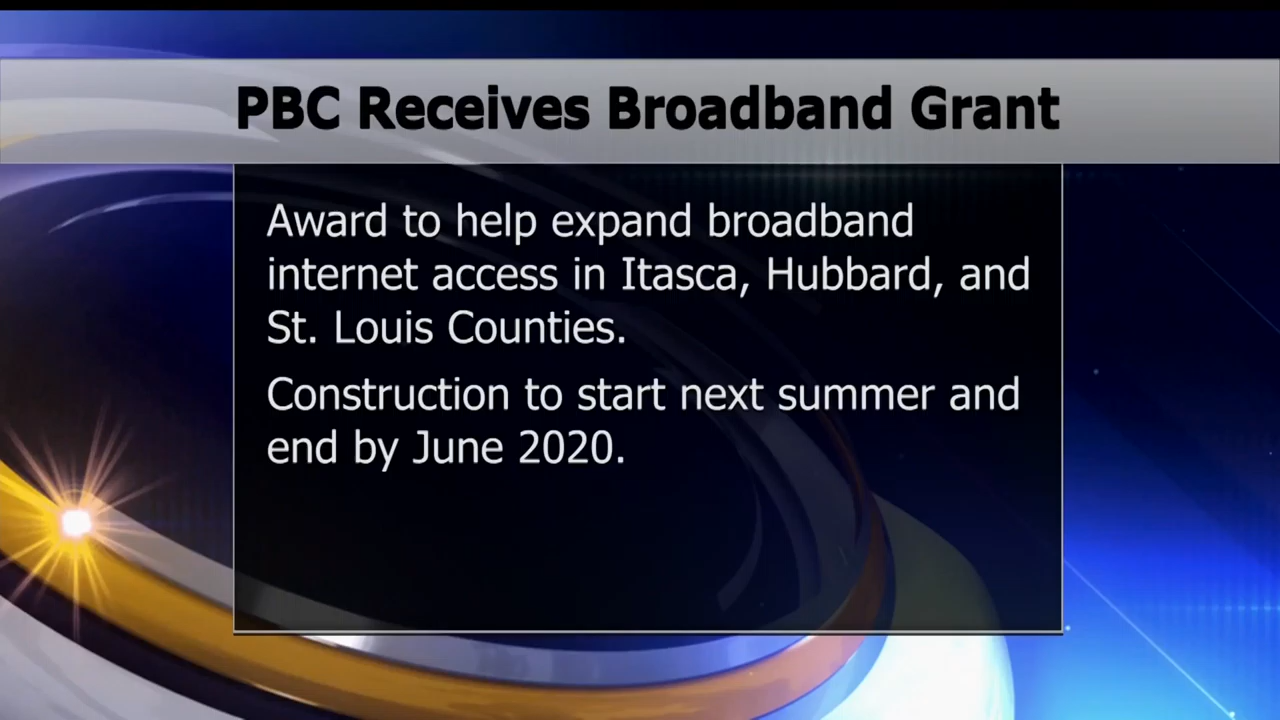 PBC Receives Broadband Grant
Award to help expand broadband
internet access in Itasca, Hubbard, and
St. Louis Counties.
Construction to start next summer and
end by June 2020.